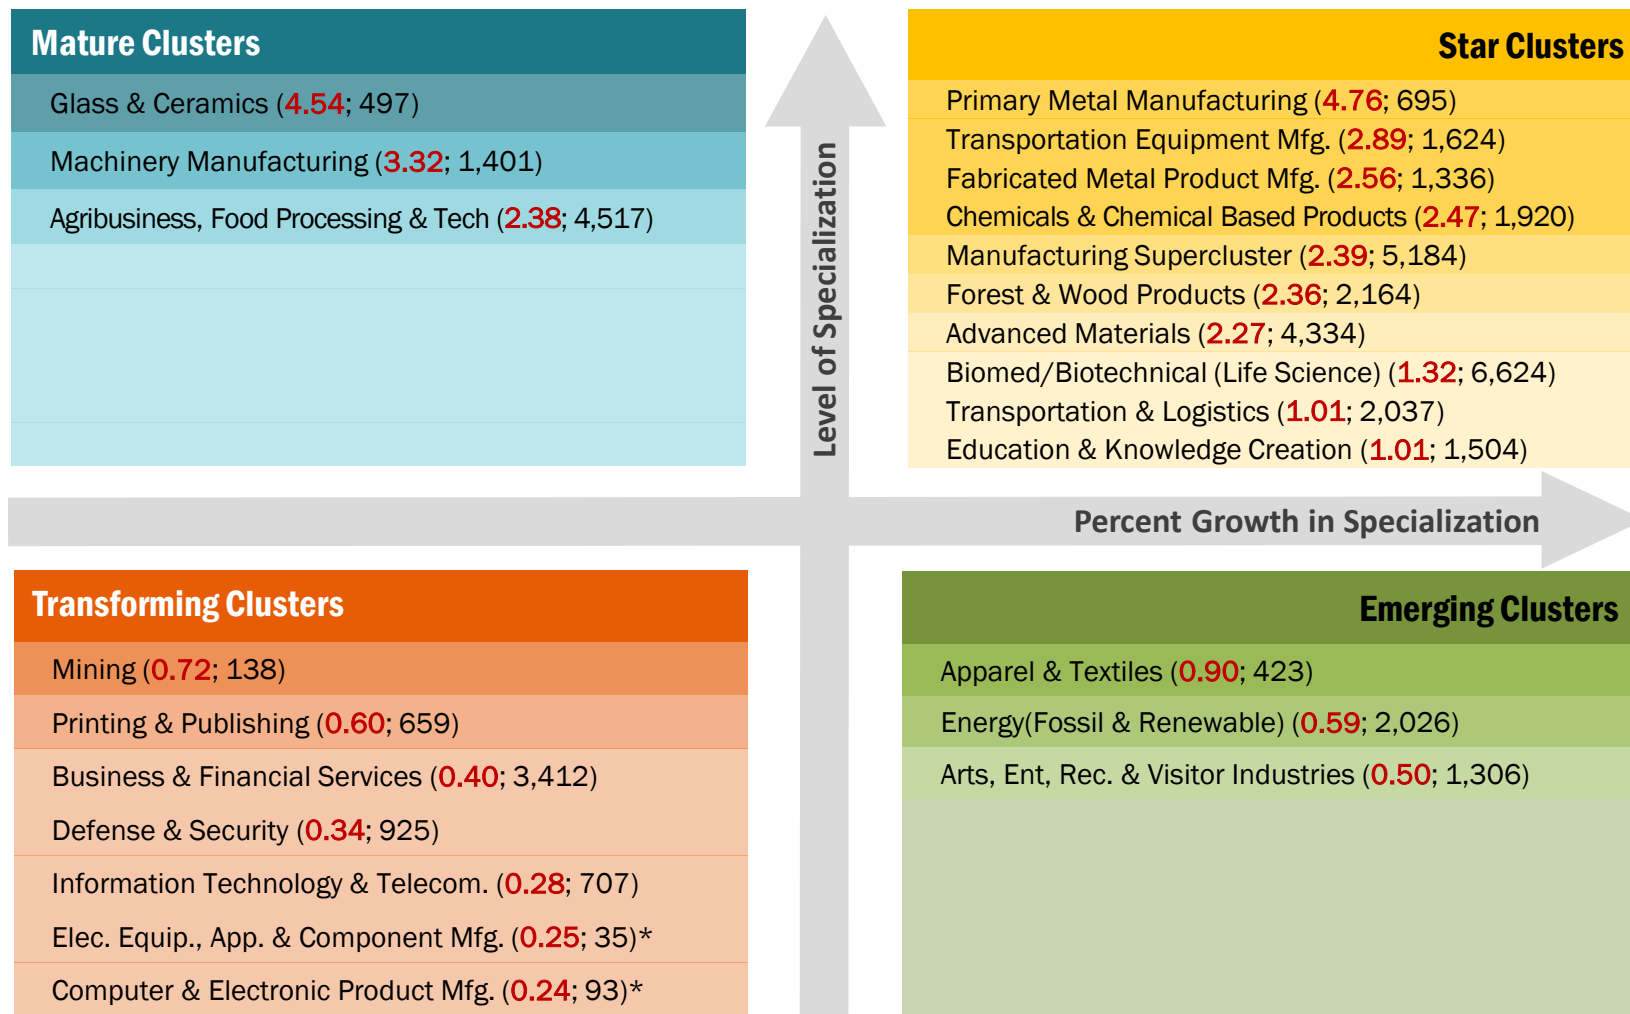 Mature Clusters
Glass & Ceramics (4.54; 497)
Machinery Manufacturing (3.32; 1,401)
Agribusiness, Food Processing & Tech (2.38; 4,517)
Star Clusters
Primary Metal Manufacturing (4.76; 695)
Transportation Equipment Mfg. (2.89; 1,624)
Fabricated Metal Product Mfg. (2.56; 1,336)
Chemicals & Chemical Based Products (2.47; 1,920)
Manufacturing Supercluster (2.39; 5,184)
Forest & Wood Products (2.36; 2,164)
Advanced Materials (2.27; 4,334)
Biomed/Biotechnical (Life Science) (1.32; 6,624)
Transportation & Logistics (1.01; 2,037)
Education & Knowledge Creation (1.01; 1,504)
Level of Specialization
Percent Growth in Specialization
Transforming Clusters
Mining (0.72; 138)
Printing & Publishing (0.60; 659)
Business & Financial Services (0.40; 3,412)
Defense & Security (0.34; 925)
Information Technology & Telecom. (0.28; 707)
Elec. Equip., App. & Component Mfg. (0.25; 35)*
Computer & Electronic Product Mfg. (0.24; 93)*
Emerging Clusters
Apparel & Textiles (0.90; 423)
Energy(Fossil & Renewable) (0.59; 2,026)
Arts, Ent, Rec. & Visitor Industries (0.50; 1,306)